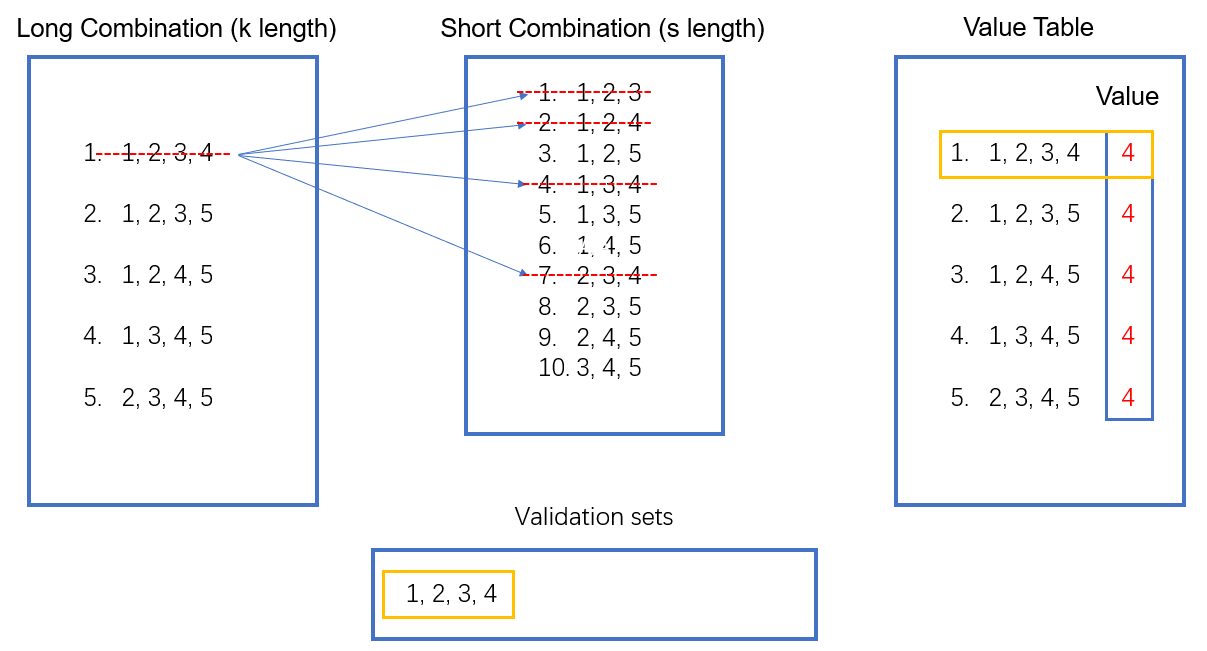 Long Combination (k length)
1. 1, 2, 3, 4
2. 1, 2, 3, 5
3. 1, 2, 4, 5
4. 1, 3, 4, 5
5. 2, 3, 4, 5
Short Combination (s length)
1. 1, 2, 3
2. 1, 2, 4
3. 1, 2, 5
4. 1, 3, 4
5. 1, 3, 5
6. 1, 4, 5
7. 2, 3, 4
8. 2, 3, 5
9. 2, 4, 5
10. 3, 4, 5
Value Table
Value
1. 1, 2, 3, 4 4
2. 1, 2, 3, 5 4
3. 1, 2, 4, 5 4
4. 1, 3, 4, 5 4
5. 2, 3, 4, 5 4
Validation sets
1, 2, 3, 4